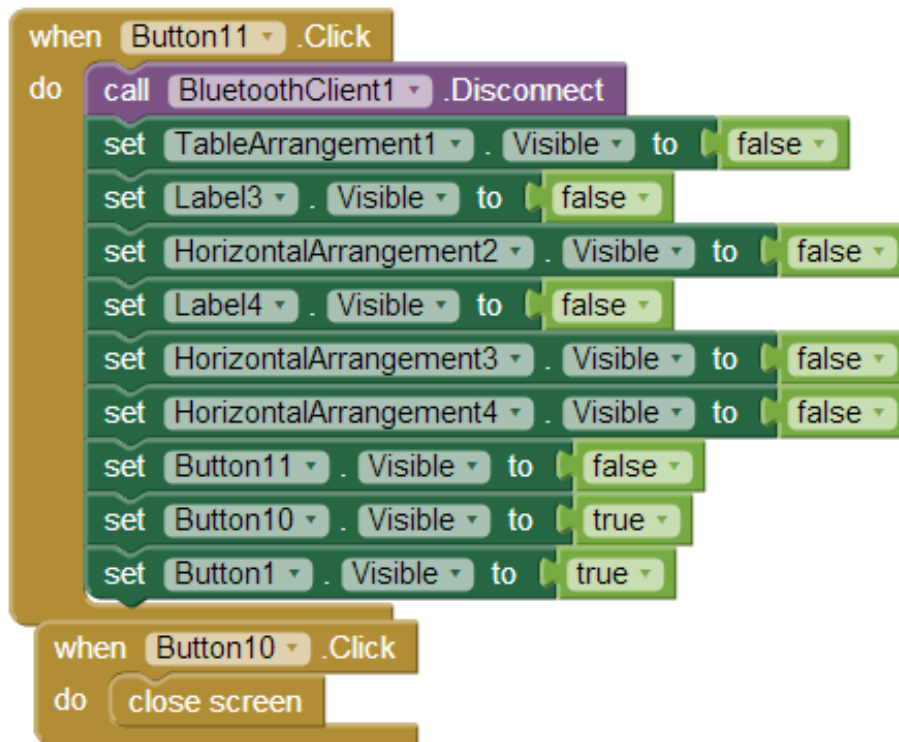 when Button11 .Click
do call BluetoothClient1 .Disconnect
set TableArrangement1 . Visible to false
set Label3 . Visible to false
set HorizontalArrangement2 . Visible to false
set Label4 . Visible to false
set HorizontalArrangement3 . Visible to false
set HorizontalArrangement4 . Visible to false
set Button11 . Visible to false
set Button10 . Visible to true
set Button1 . Visible to true
when Button10 .Click
do close screen